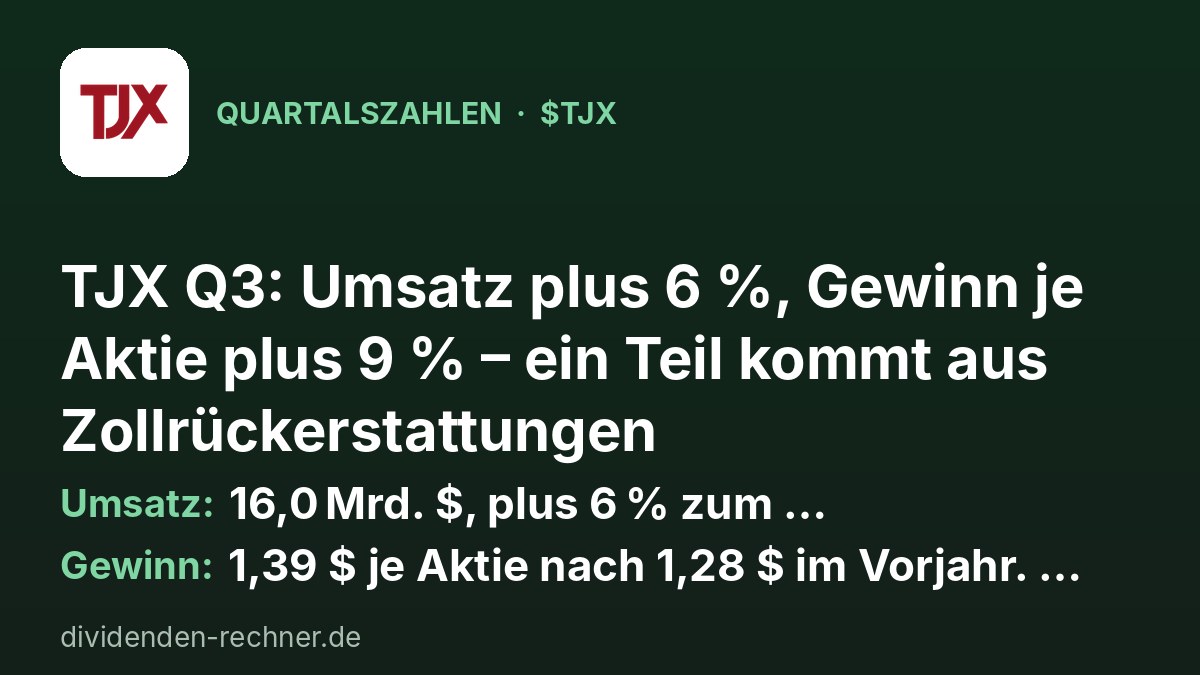 TJX
QUARTALSZAHLEN · $TJX
TJX Q3: Umsatz plus 6 %, Gewinn je
Aktie plus 9 % – ein Teil kommt aus
Zollrückerstattungen
Umsatz: 16,0 Mrd. $, plus 6 % zum …
Gewinn: 1,39 $ je Aktie nach 1,28 $ im Vorjahr. …
dividenden-rechner.de